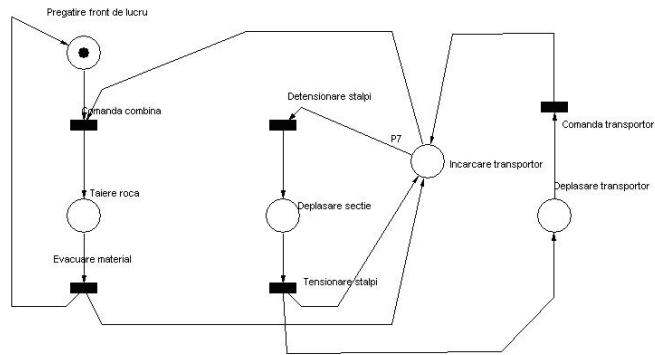 Pregatire front de lucru
Comanda combina
Detensionare stalpi
P7
Incarcare transportor
Comanda transportor
Taiere roca
Deplasare sectie
Deplasare transportor
Evacuare material
Tensionare stalpi